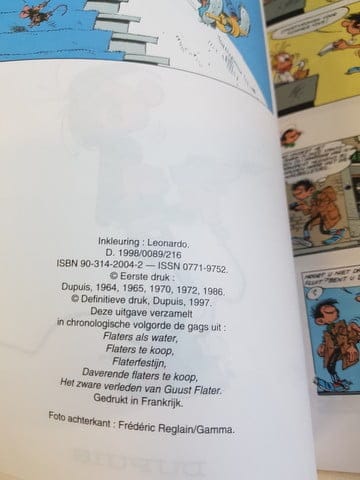 Inkleuring : Leonardo.
D. 1998/0089/216
ISBN 90-314-2004-2 — ISSN 0771-9752.
© Eerste druk :
Dupuis, 1964, 1965, 1970, 1972, 1986.
© Definitieve druk, Dupuis, 1997.
Deze uitgave verzamelt
in chronologische volgorde de gags uit :
Flaters als water,
Flaters te koop,
Flaterfestijn,
Daverende flaters te koop,
Het zware verleden van Guust Flater.
Gedrukt in Frankrijk.
Foto achterkant : Frédéric Reglain/Gamma.